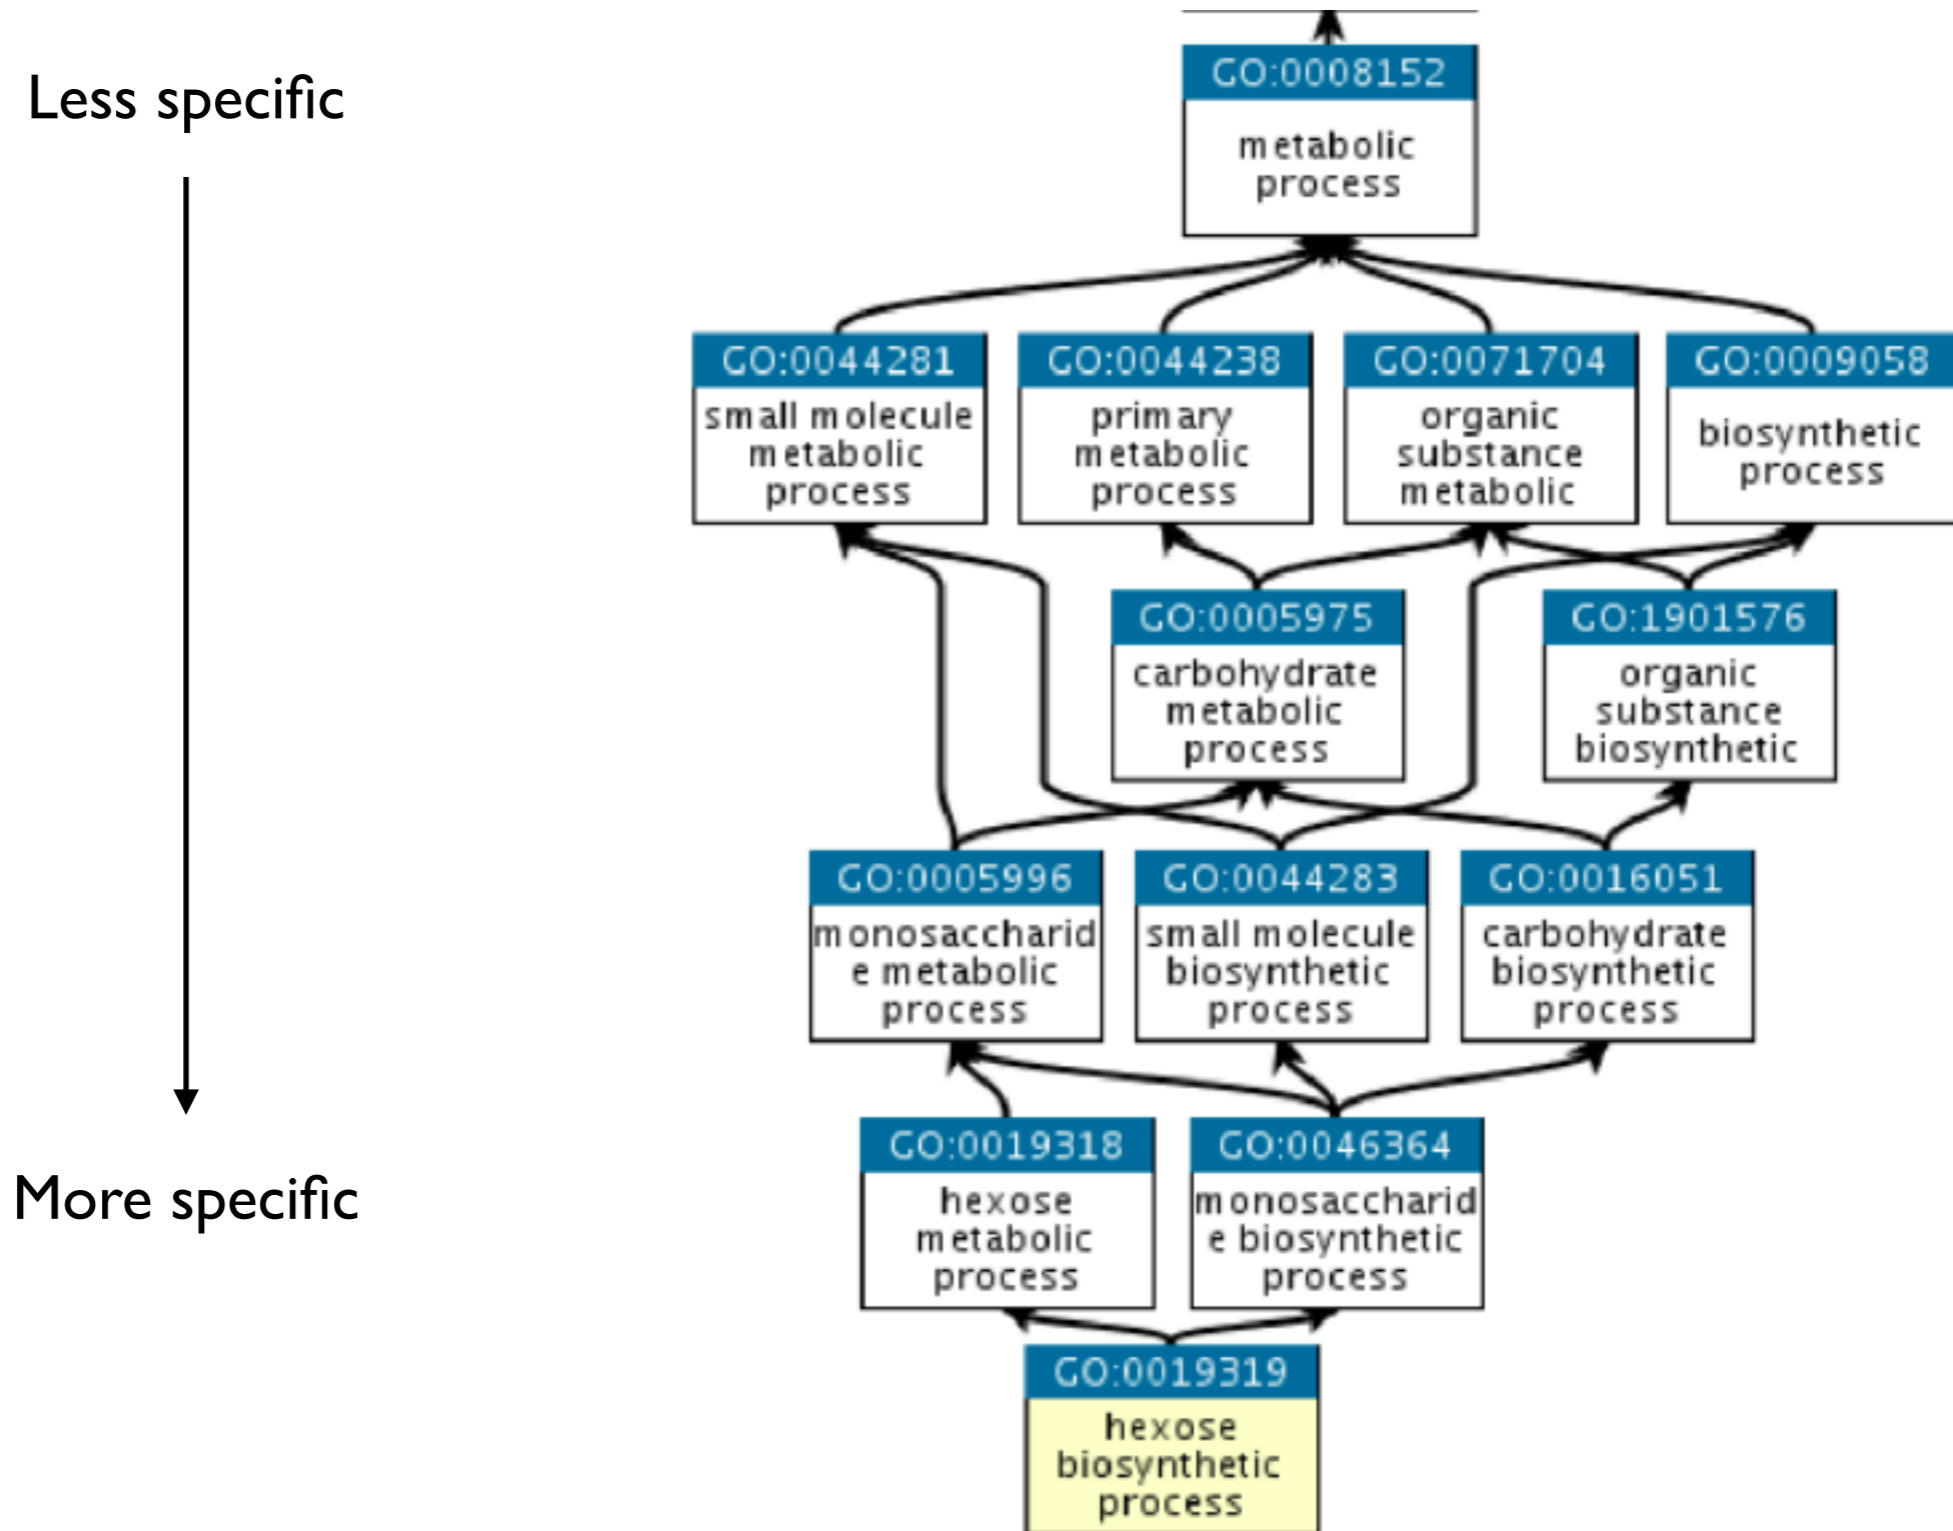 Less specific
GO:0008152
metabolic
process
GO:0044281
small molecule
metabolic
process
GO:0044238
primary
metabolic
process
GO:0071704
organic
substance
metabolic
GO:0009058
biosynthetic
process
GO:0005975
carbohydrate
metabolic
process
GO:1901576
organic
substance
biosynthetic
GO:0005996
monosaccharid
e metabolic
process
GO:0044283
small molecule
biosynthetic
process
GO:0016051
carbohydrate
biosynthetic
process
More specific
GO:0019318
hexose
metabolic
process
GO:0046364
monosaccharid
e biosynthetic
process
GO:0019319
hexose
biosynthetic
process